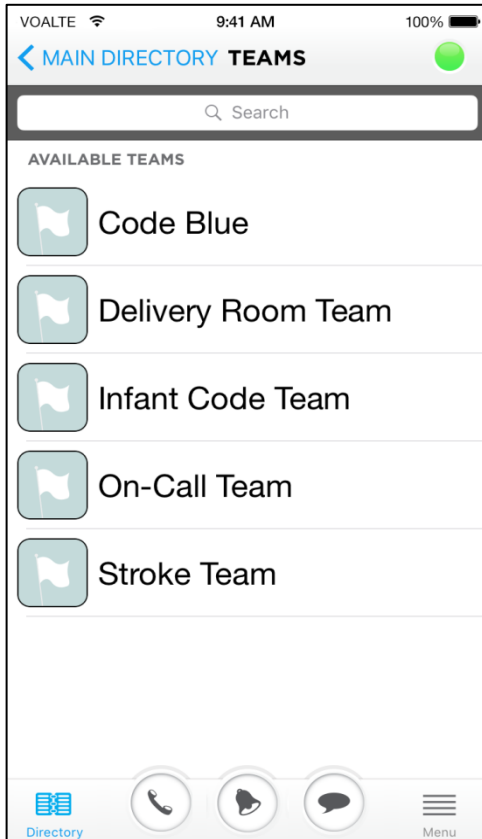 VOALTE 9:41 AM 100%
MAIN DIRECTORY TEAMS
Search
AVAILABLE TEAMS
Code Blue
Delivery Room Team
Infant Code Team
On-Call Team
Stroke Team
Directory Menu